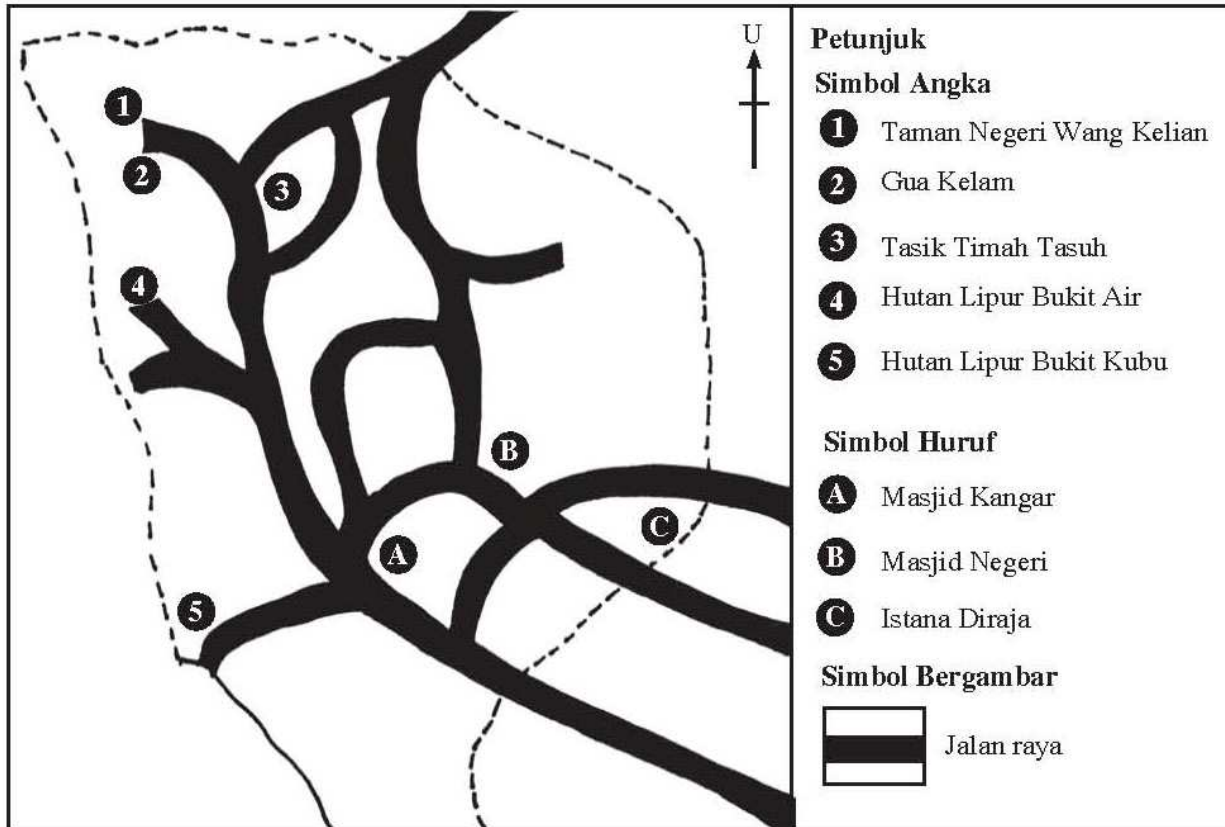 U
1
2
3
4
5
A
B
C
Petunjuk
Simbol Angka
1 Taman Negeri Wang Kelian
2 Gua Kelam
3 Tasik Timah Tasuh
4 Hutan Lipur Bukit Air
5 Hutan Lipur Bukit Kubu
Simbol Huruf
A Masjid Kangar
B Masjid Negeri
C Istana Diraja
Simbol Bergambar
Jalan raya